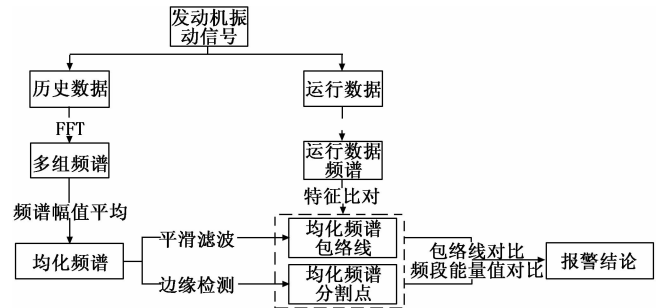 发动机振
动信号
历史数据
运行数据
FFT
多组频谱
运行数据
频谱
频谱幅值平均
特征比对
均化频谱
平滑滤波
均化频谱
包络线
边缘检测
均化频谱
分割点
包络线对比
频段能量值对比
报警结论